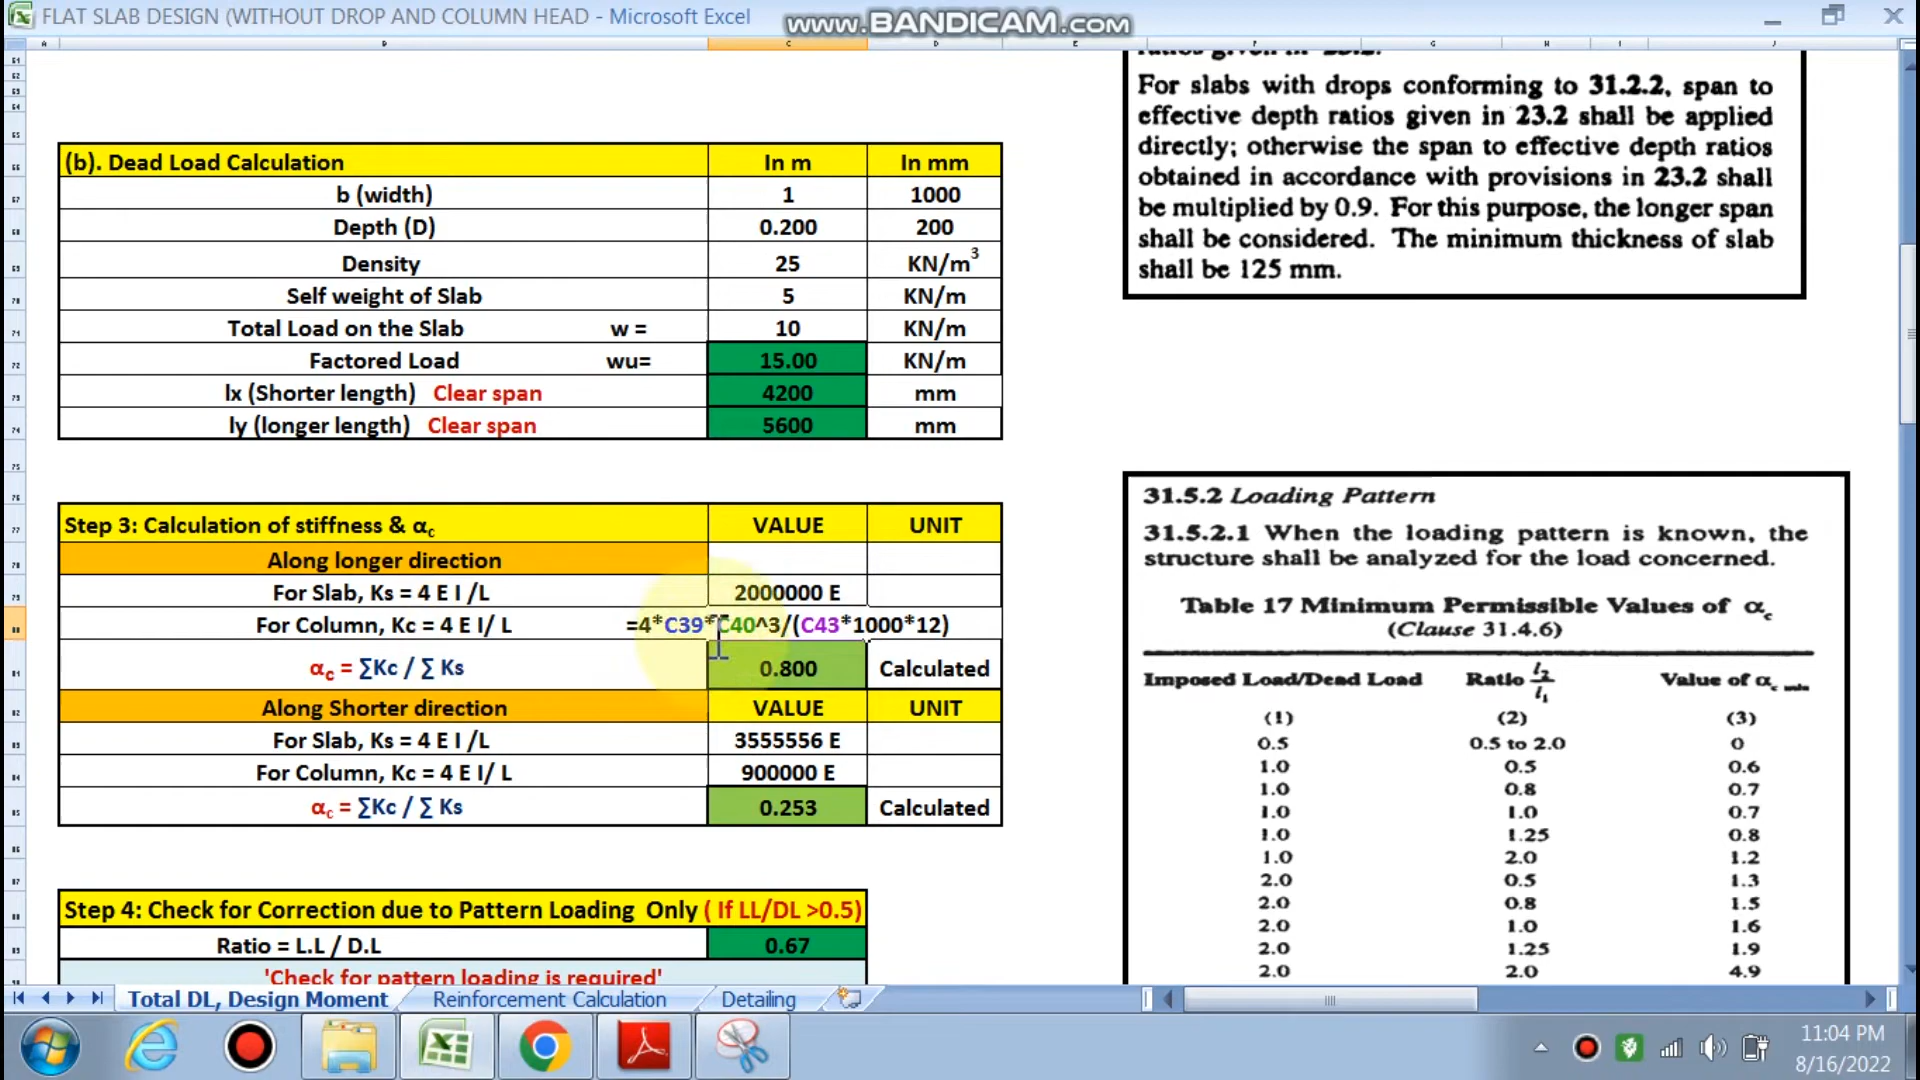 FLAT SLAB DESIGN (WITHOUT DROP AND COLUMN HEAD - Microsoft Excel
www.BANDICAM.com
(b). Dead Load Calculation In m In mm
b (width) 1 1000
Depth (D) 0.200 200
Density 25 KN/m3
Self weight of Slab 5 KN/m
Total Load on the Slab w = 10 KN/m
Factored Load wu= 15.00 KN/m
lx (Shorter length) Clear span 4200 mm
ly (longer length) Clear span 5600 mm
Step 3: Calculation of stiffness & αc VALUE UNIT
Along longer direction
For Slab, Ks = 4 E I /L 2000000 E
For Column, Kc = 4 E I/ L =4*C39*C40^3/(C43*1000*12)
αc = ∑Kc / ∑ Ks 0.800 Calculated
Along Shorter direction VALUE UNIT
For Slab, Ks = 4 E I /L 3555556 E
For Column, Kc = 4 E I/ L 900000 E
αc = ∑Kc / ∑ Ks 0.253 Calculated
Step 4: Check for Correction due to Pattern Loading Only ( If LL/DL >0.5)
Ratio = L.L / D.L 0.67
'Check for pattern loading is required'
ratios given in 23.2.
For slabs with drops conforming to 31.2.2, span to
effective depth ratios given in 23.2 shall be applied
directly; otherwise the span to effective depth ratios
obtained in accordance with provisions in 23.2 shall
be multiplied by 0.9. For this purpose, the longer span
shall be considered. The minimum thickness of slab
shall be 125 mm.
31.5.2 Loading Pattern
31.5.2.1 When the loading pattern is known, the
structure shall be analyzed for the load concerned.
Table 17 Minimum Permissible Values of αc
(Clause 31.4.6)
Imposed Load/Dead Load Ratio l2/l1 Value of αc min
(1) (2) (3)
0.5 0.5 to 2.0 0
1.0 0.5 0.6
1.0 0.8 0.7
1.0 1.0 0.7
1.0 1.25 0.8
1.0 2.0 1.2
2.0 0.5 1.3
2.0 0.8 1.5
2.0 1.0 1.6
2.0 1.25 1.9
2.0 2.0 4.9
Total DL, Design Moment Reinforcement Calculation Detailing
11:04 PM
8/16/2022